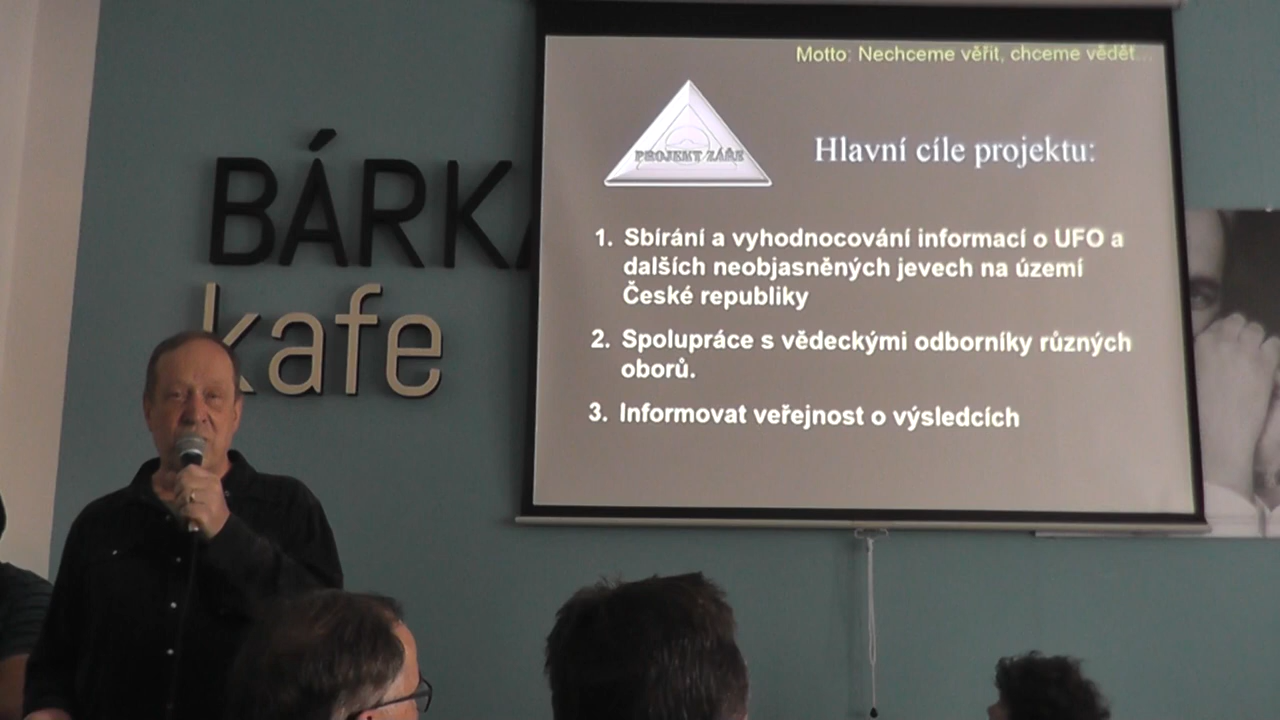 BÁRKA
kafe
Motto: Nechceme věřit, chceme vědět...
PROJEKT ZÁŘE
Hlavní cíle projektu:
1. Sbírání a vyhodnocování informací o UFO a
dalších neobjasněných jevech na území
České republiky
2. Spolupráce s vědeckými odborníky různých
oborů.
3. Informovat veřejnost o výsledcích